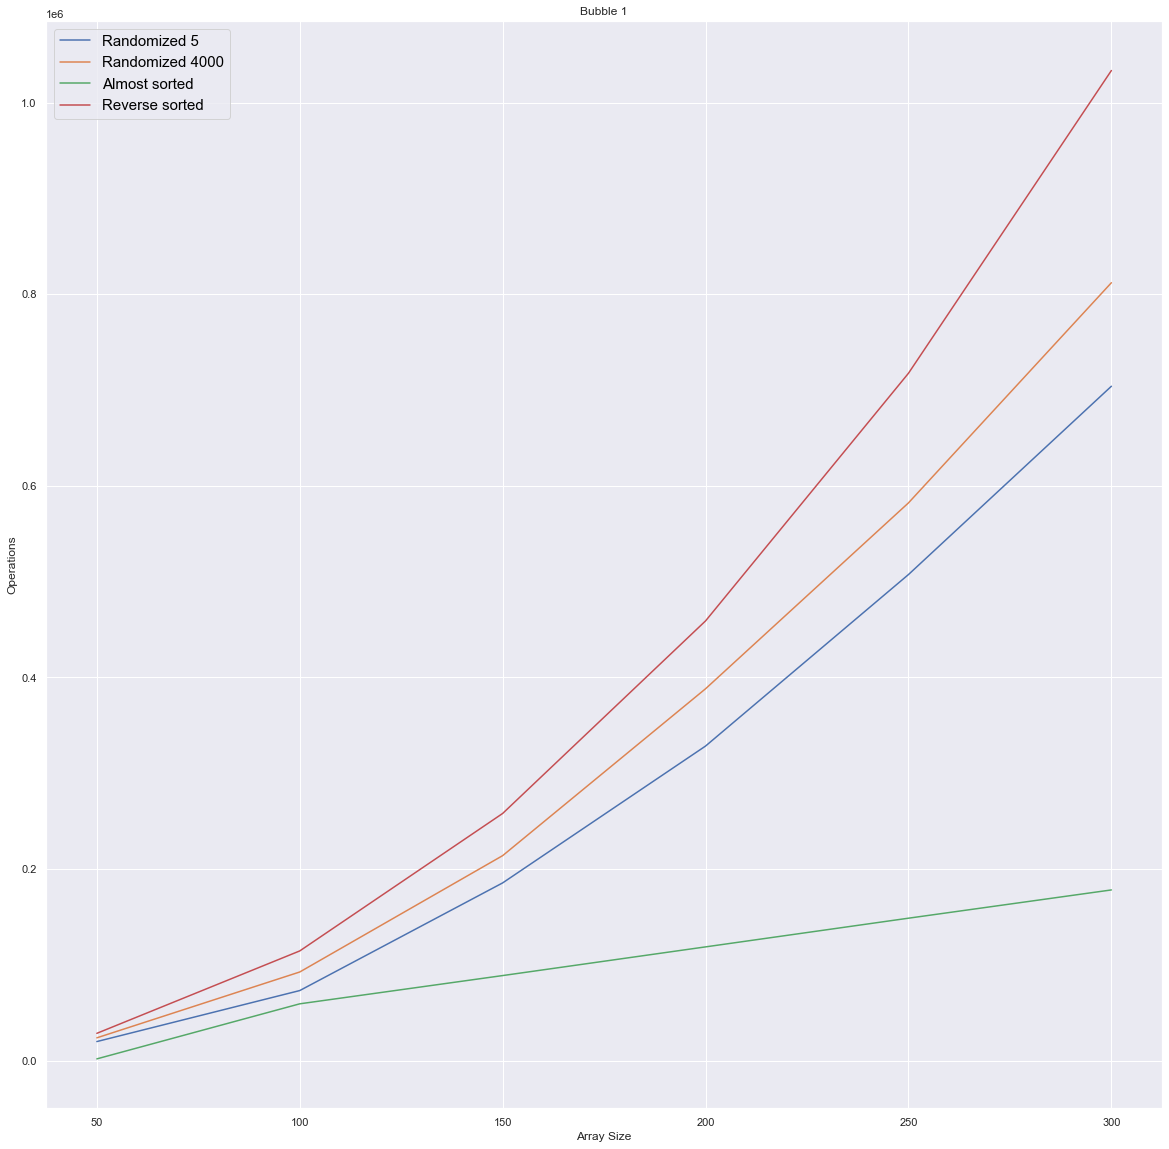 Bubble 1
1e6
Randomized 5
Randomized 4000
Almost sorted
Reverse sorted
1.0
0.8
0.6
0.4
0.2
0.0
Operations
50 100 150 200 250 300
Array Size